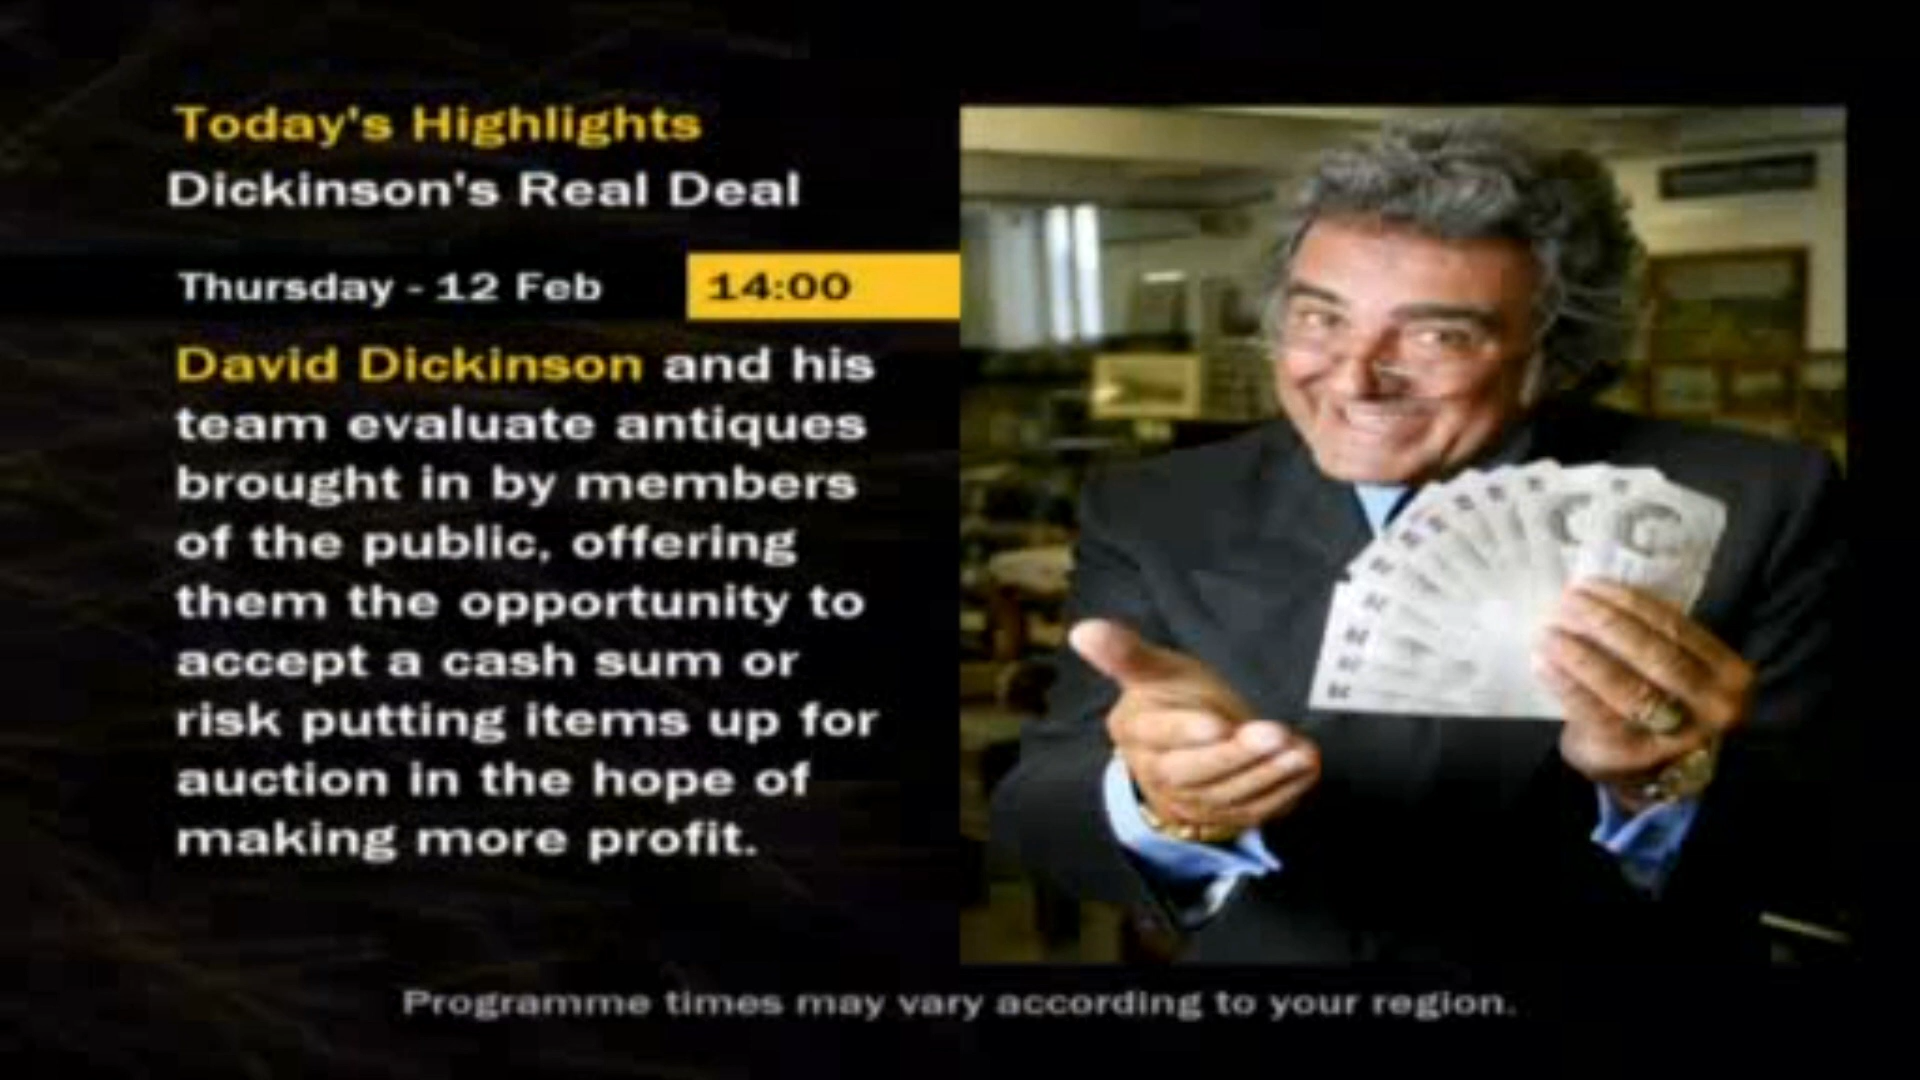 Today's Highlights
Dickinson's Real Deal
Thursday - 12 Feb 14:00
David Dickinson and his
team evaluate antiques
brought in by members
of the public, offering
them the opportunity to
accept a cash sum or
risk putting items up for
auction in the hope of
making more profit.
Programme times may vary according to your region.